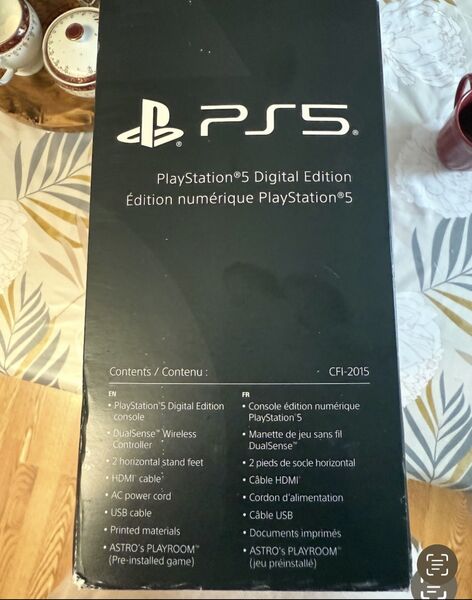 PS5®
PlayStation®5 Digital Edition
Édition numérique PlayStation®5
Contents / Contenu : CFI-2015
EN
• PlayStation®5 Digital Edition
console
• DualSense™ Wireless
Controller
• 2 horizontal stand feet
• HDMI™ cable‡
• AC power cord
• USB cable
• Printed materials
• ASTRO's PLAYROOM™
(Pre-installed game)
FR
• Console édition numérique
PlayStation®5
• Manette de jeu sans fil
DualSense™
• 2 pieds de socle horizontal
• Câble HDMI™
• Cordon d'alimentation
• Câble USB
• Documents imprimés
• ASTRO's PLAYROOM™
(jeu préinstallé)